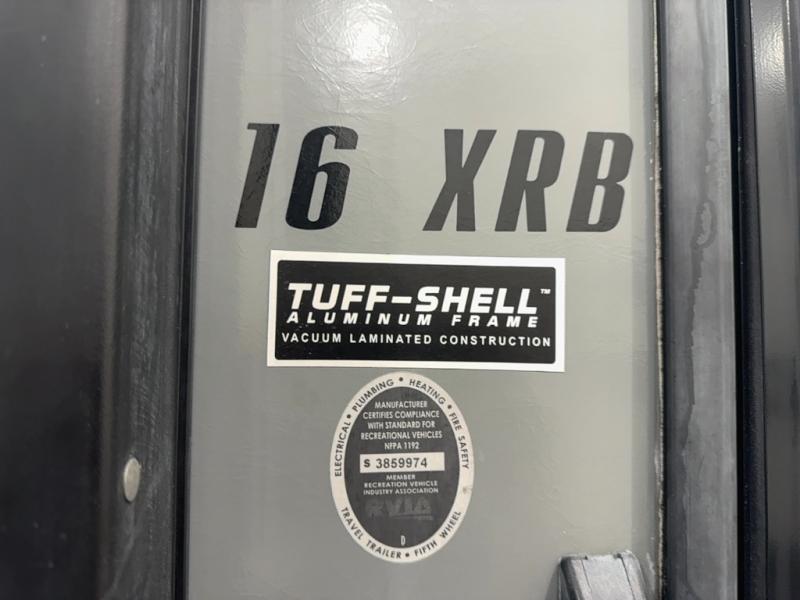 16 XRB
TUFF-SHELL™
ALUMINUM FRAME
VACUUM LAMINATED CONSTRUCTION
ELECTRICAL • PLUMBING • HEATING • FIRE SAFETY
MANUFACTURER
CERTIFIES COMPLIANCE
WITH STANDARD FOR
RECREATIONAL VEHICLES
NFPA 1192
S 3859974
MEMBER
RECREATION VEHICLE
INDUSTRY ASSOCIATION
RVIA
D
TRAVEL TRAILER • FIFTH WHEEL